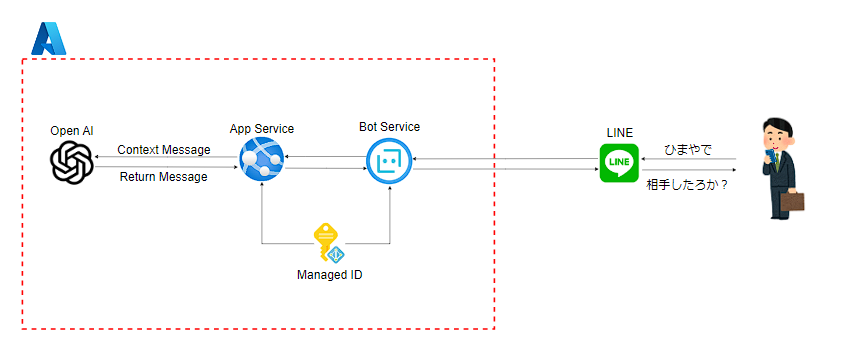 Open AI
App Service
Bot Service
LINE
Context Message
Return Message
LINE
ひまやで
相手したろか？
Managed ID